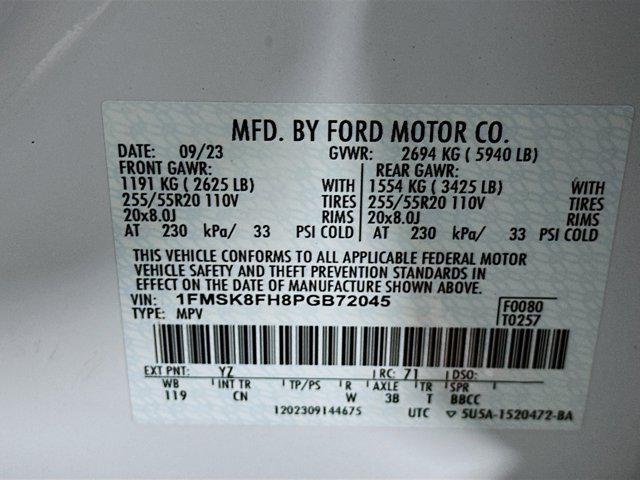 MFD. BY FORD MOTOR CO.
DATE: 09/23 GVWR: 2694 KG ( 5940 LB)
FRONT GAWR: REAR GAWR:
1191 KG ( 2625 LB) WITH 1554 KG ( 3425 LB) WITH
255/55R20 110V TIRES 255/55R20 110V TIRES
20x8.0J RIMS 20x8.0J RIMS
AT 230 kPa/ 33 PSI COLD AT 230 kPa/ 33 PSI COLD
THIS VEHICLE CONFORMS TO ALL APPLICABLE FEDERAL MOTOR
VEHICLE SAFETY AND THEFT PREVENTION STANDARDS IN
EFFECT ON THE DATE OF MANUFACTURE SHOWN ABOVE.
VIN: 1FMSK8FH8PGB72045 F0080
TYPE: MPV T0257
EXT PNT: YZ RC: 71 DSO:
WB INT TR TP/PS R AXLE TR SPR
119 CN W 3B T BBCC
1202309144675 UTC ▽ 5U5A-1520472-BA